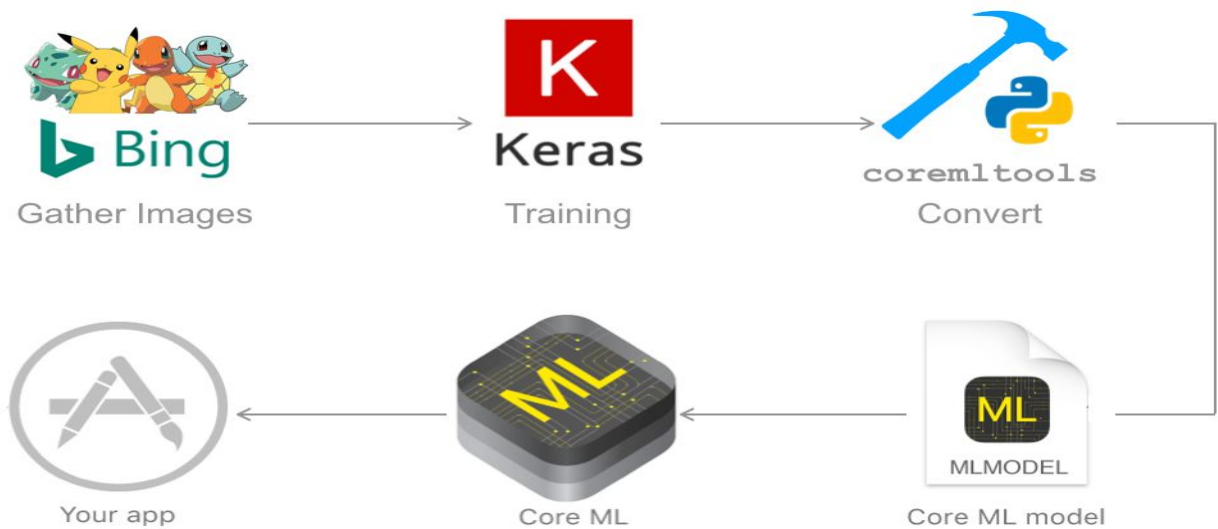 Bing
Gather Images
K
Keras
Training
coremltools
Convert
ML
MLMODEL
Core ML model
ML
Core ML
Your app